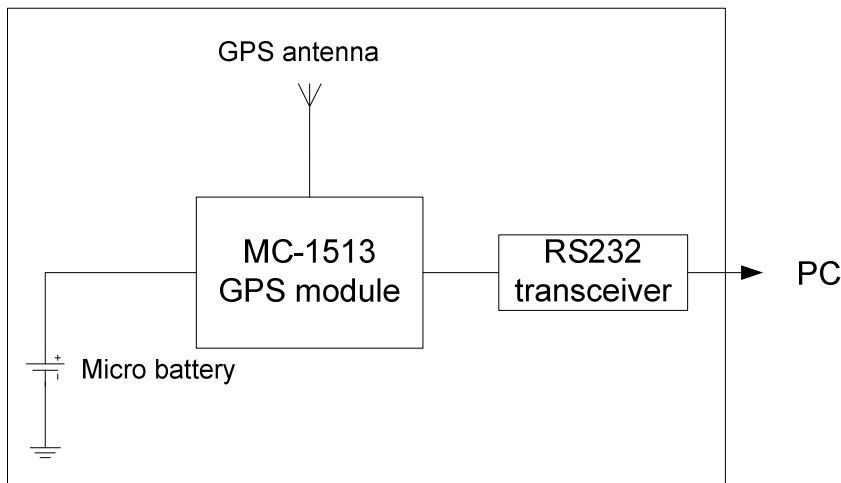 GPS antenna
MC-1513
GPS module
RS232
transceiver
PC
+
-
Micro battery